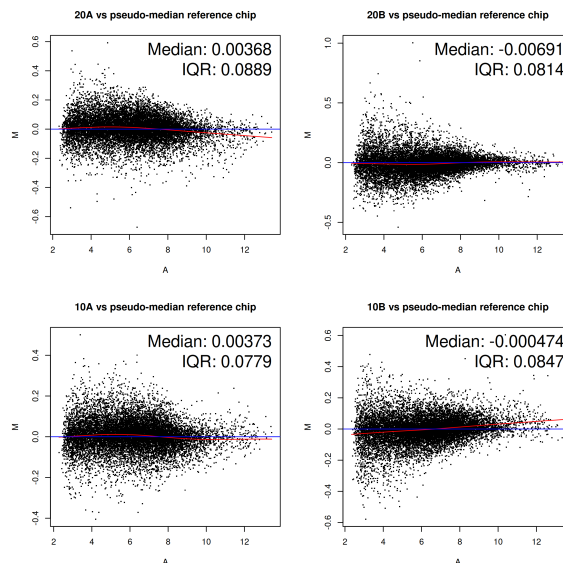 20A vs pseudo-median reference chip
Median: 0.00368
IQR: 0.0889
M
0.6
0.4
0.2
0.0
-0.2
-0.4
-0.6
2 4 6 8 10 12
A
20B vs pseudo-median reference chip
Median: -0.00691
IQR: 0.0814
M
1.0
0.5
0.0
-0.5
2 4 6 8 10 12
A
10A vs pseudo-median reference chip
Median: 0.00373
IQR: 0.0779
M
0.4
0.2
0.0
-0.2
-0.4
2 4 6 8 10 12
A
10B vs pseudo-median reference chip
Median: -0.000474
IQR: 0.0847
M
0.6
0.4
0.2
0.0
-0.2
-0.4
-0.6
2 4 6 8 10 12
A